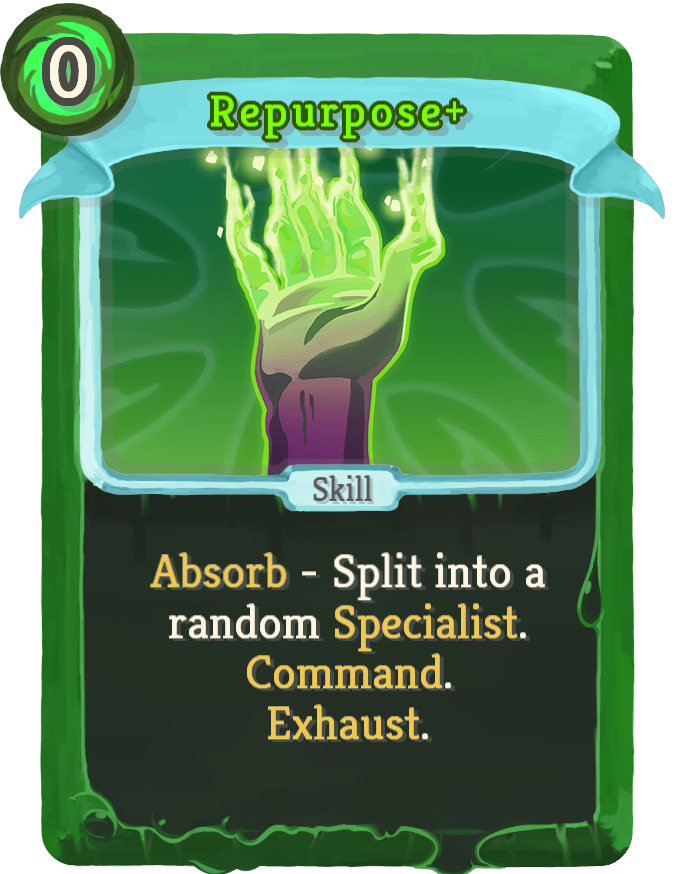 0
Repurpose+
Skill
Absorb - Split into a
random Specialist.
Command.
Exhaust.